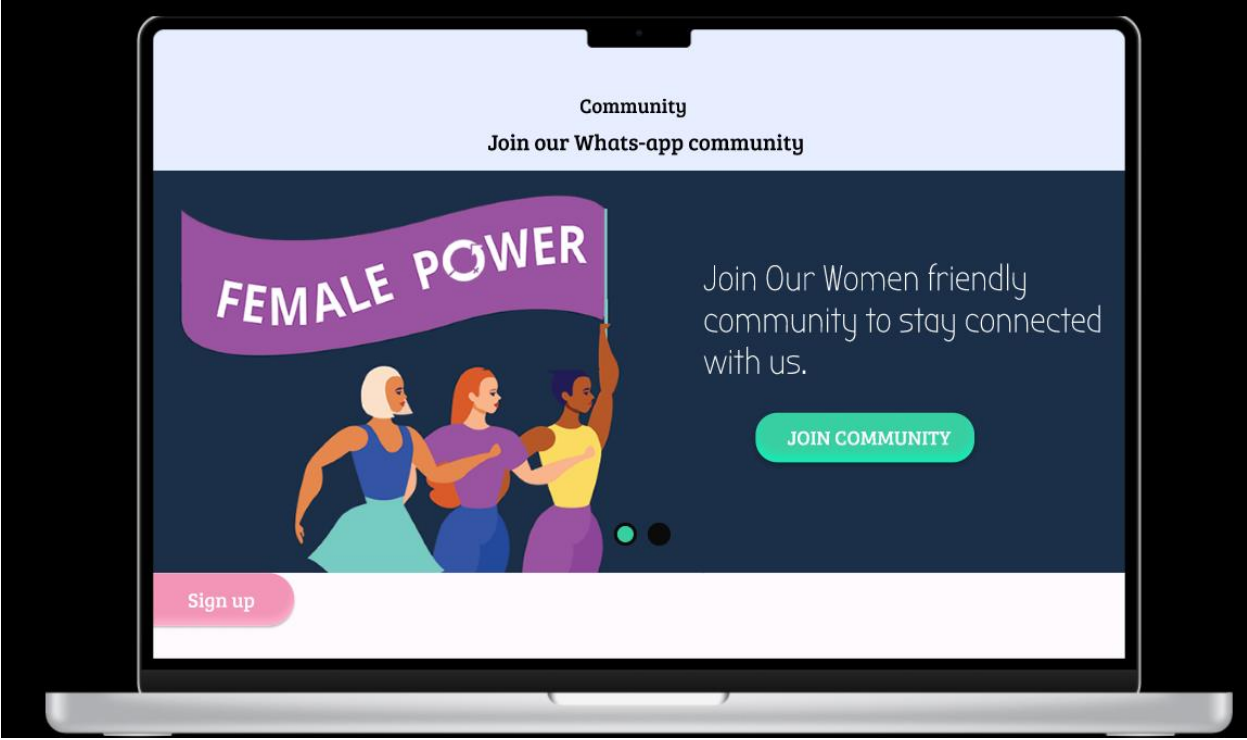 Community
Join our Whats-app community
FEMALE POWER
Join Our Women friendly
community to stay connected
with us.
JOIN COMMUNITY
Sign up